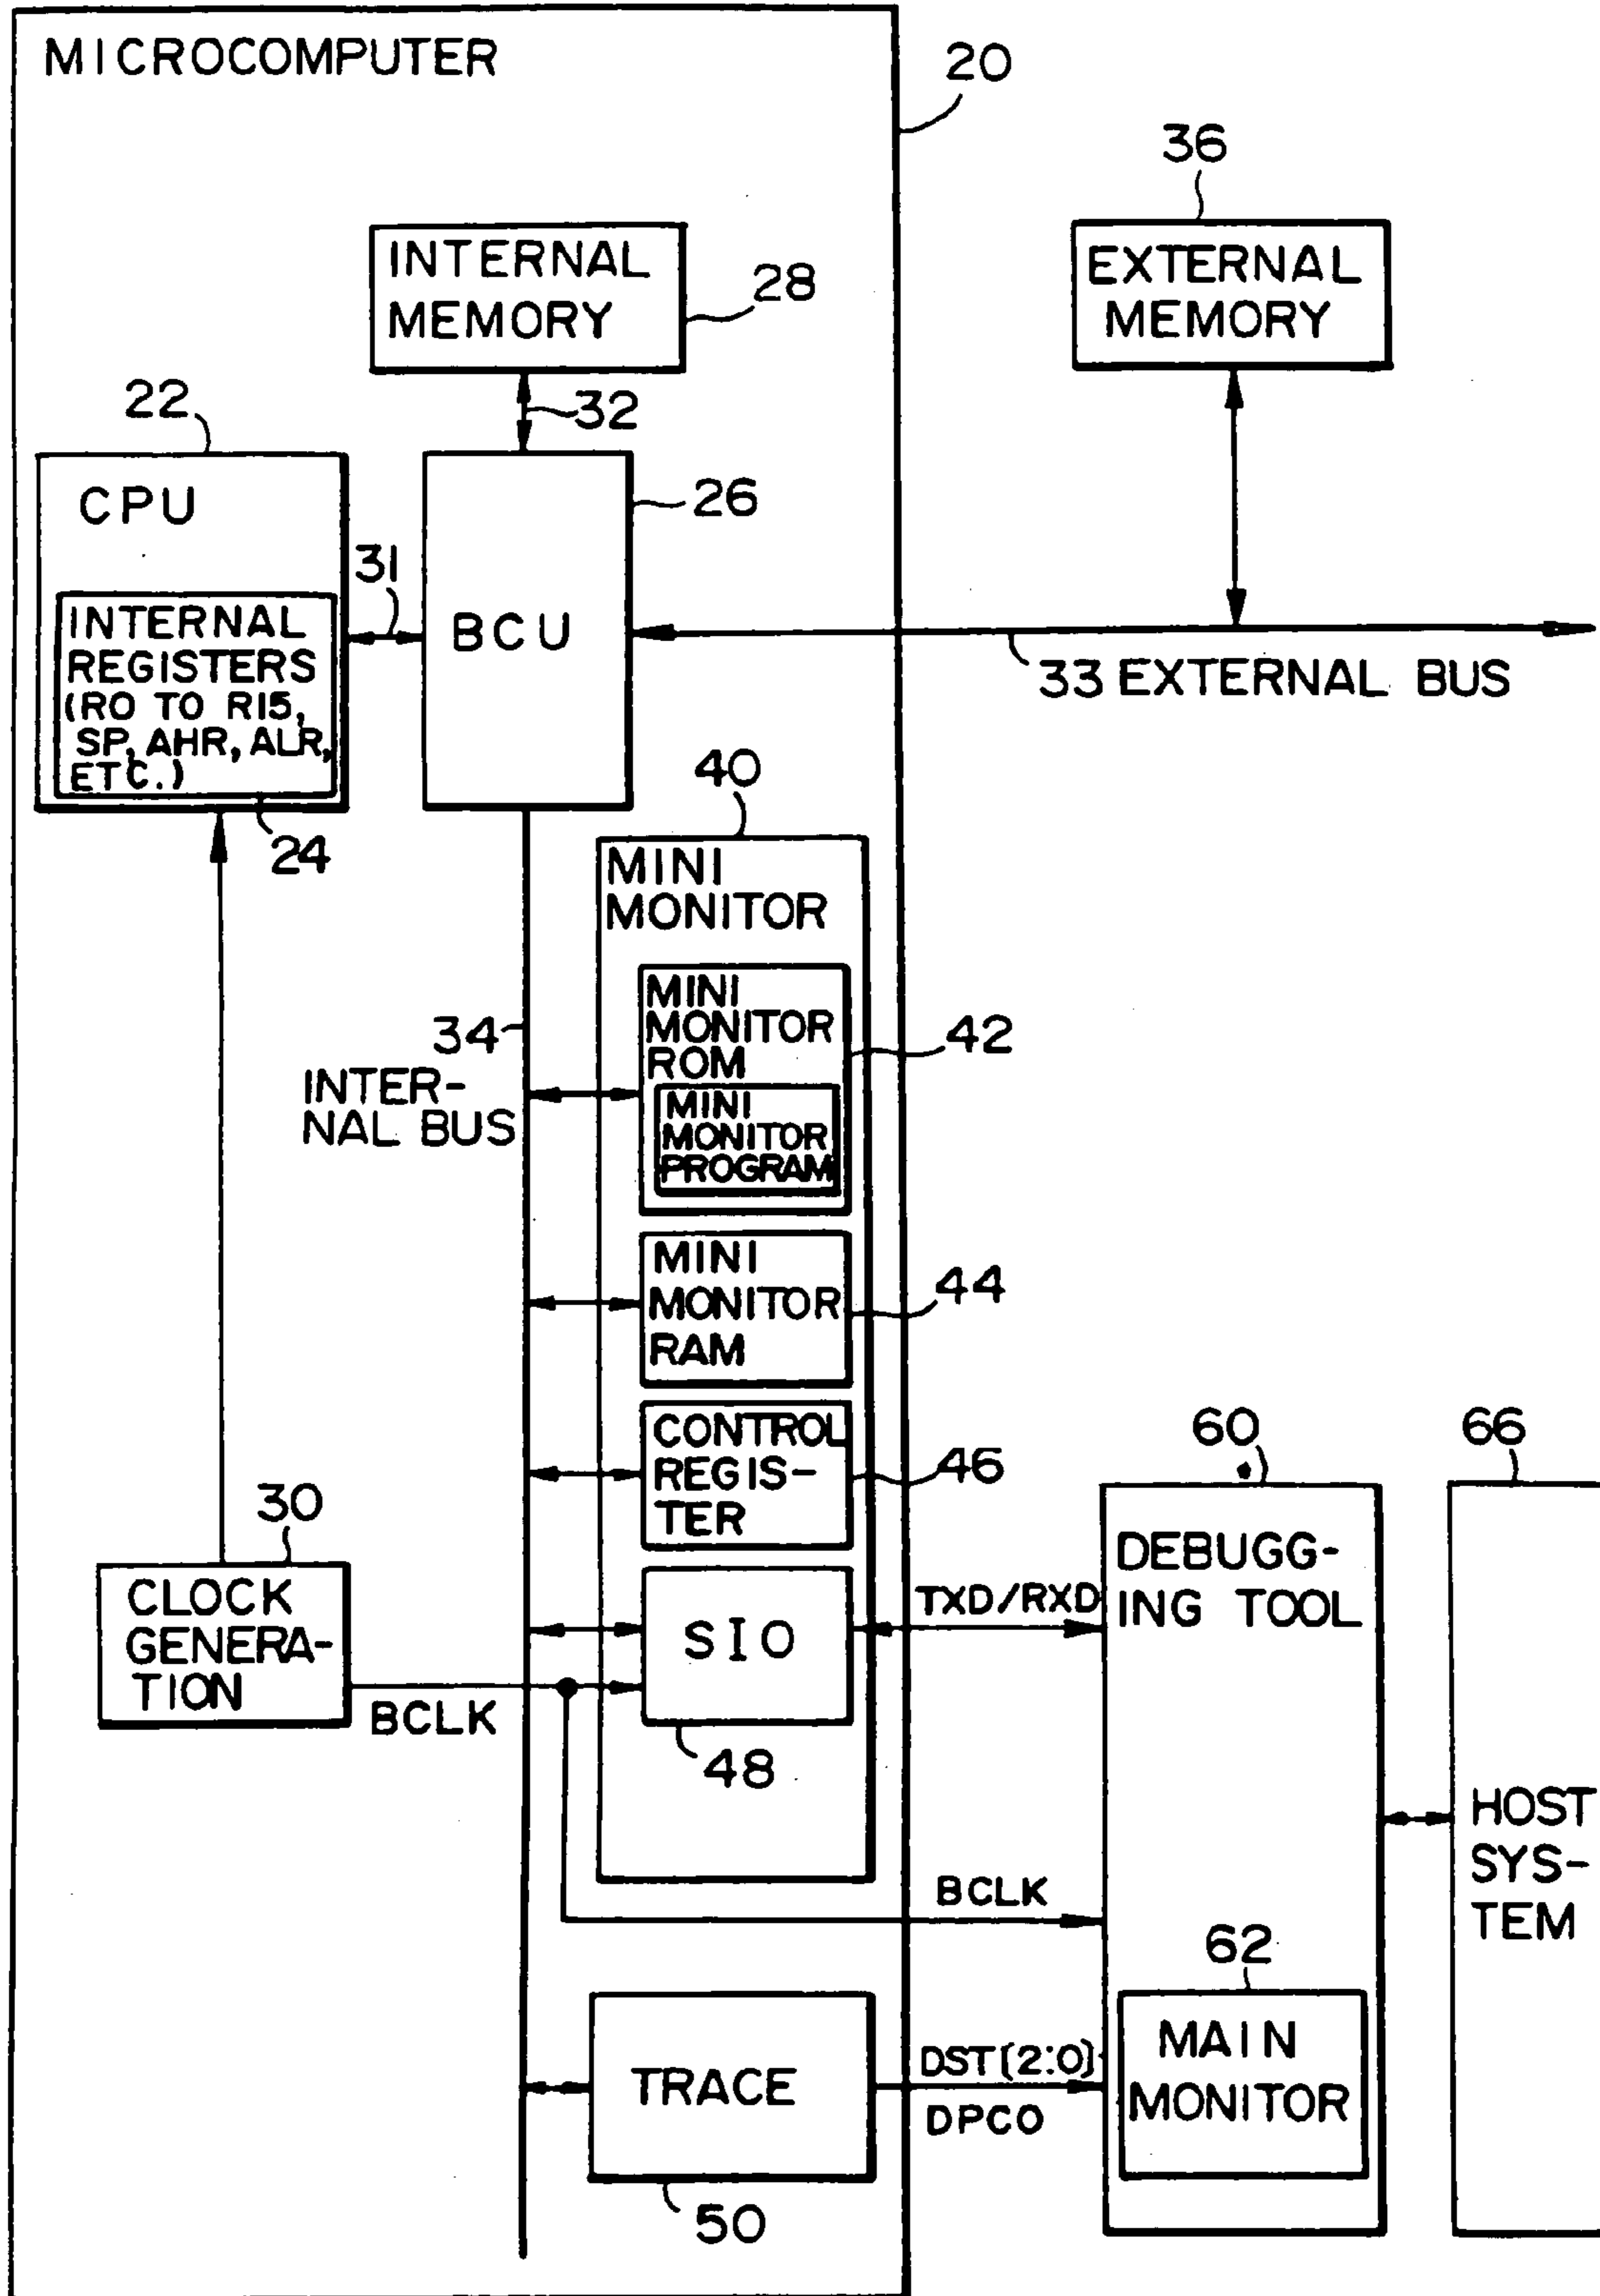 MICROCOMPUTER
20
36
INTERNAL
MEMORY
28
EXTERNAL
MEMORY
32
22
CPU
26
31
INTERNAL
REGISTERS
(RO TO R15,
SP, AHR, ALR,
ETC.)
BCU
33 EXTERNAL BUS
24
40
MINI
MONITOR
34
INTER-
NAL BUS
MINI
MONITOR
ROM
42
MINI
MONITOR
PROGRAM
MINI
MONITOR
RAM
44
CONTROL
REGIS-
TER
46
60
66
30
CLOCK
GENERA-
TION
BCLK
SIO
48
TXD/RXD
DEBUGG-
ING TOOL
HOST
SYS-
TEM
BCLK
62
MAIN
MONITOR
TRACE
50
DST[2:0]
DPCO